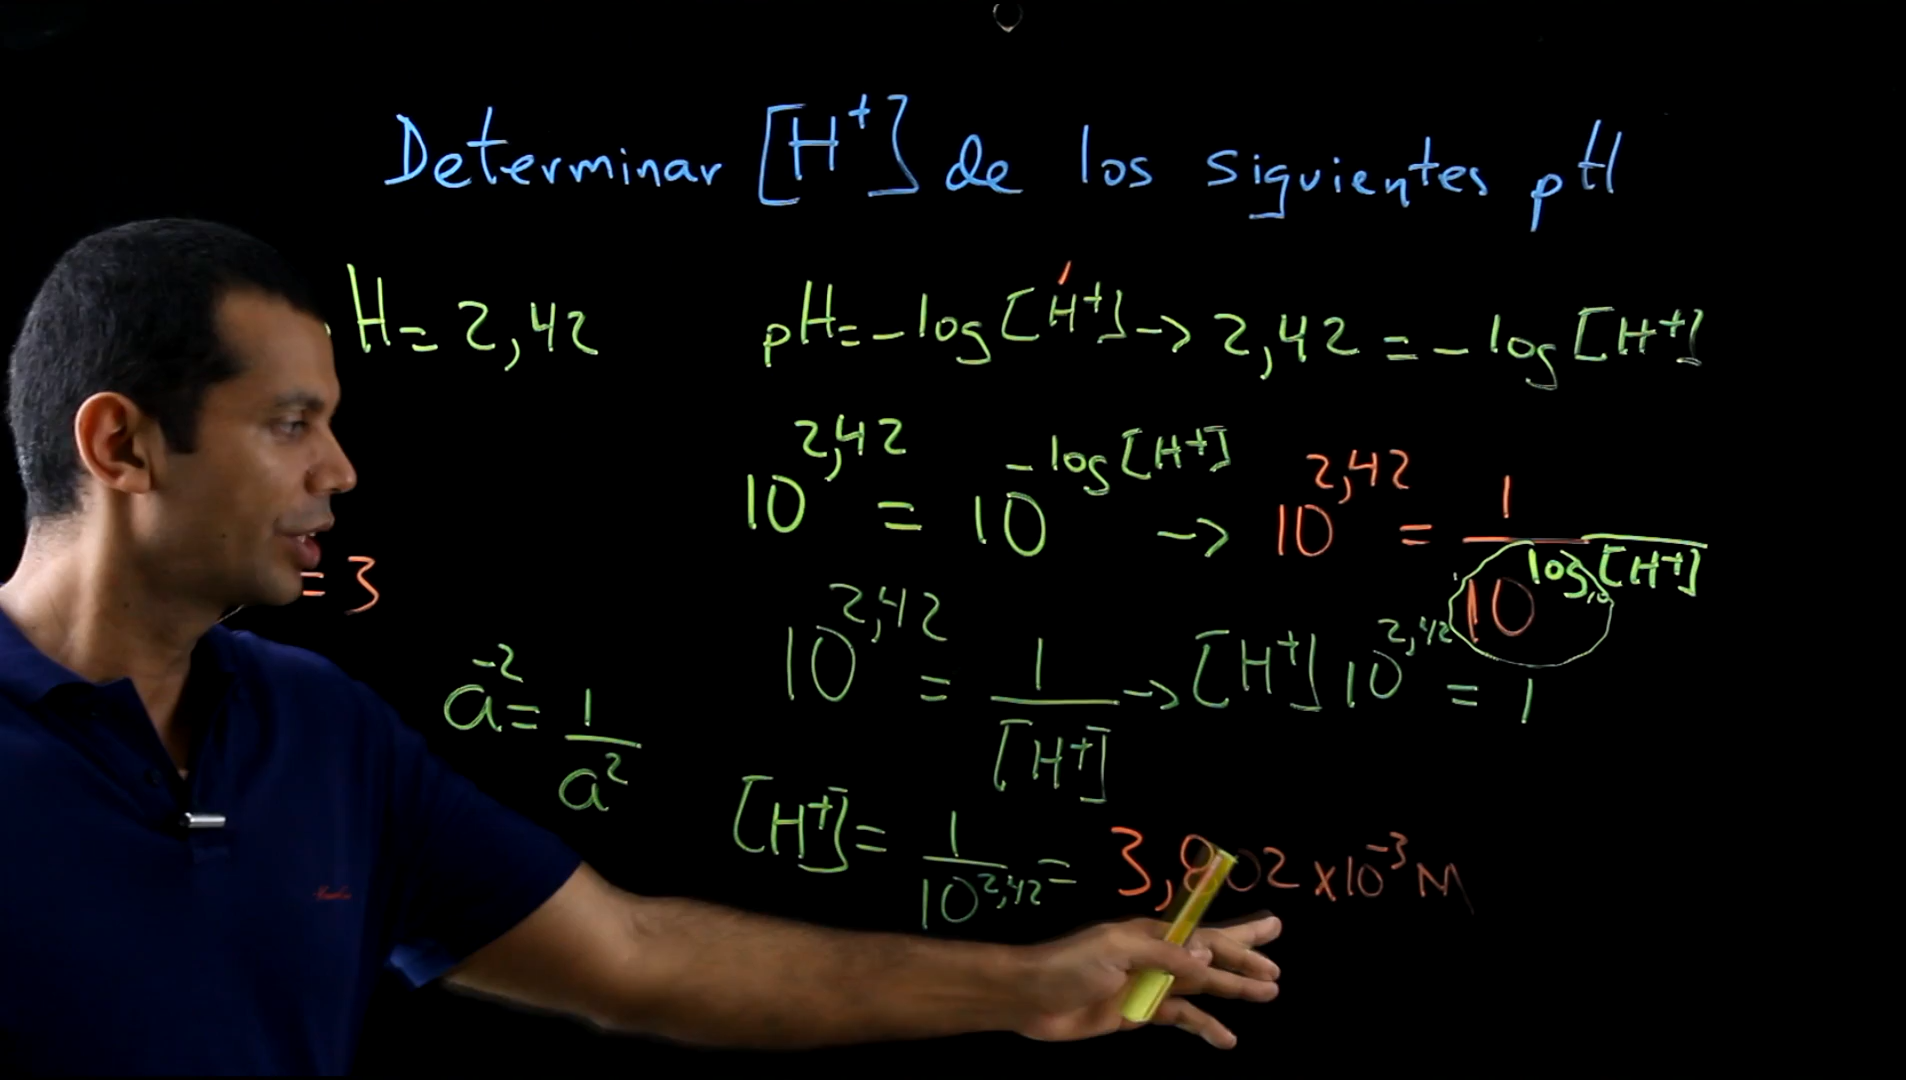 Determinar [H⁺] de los siguientes pH
H = 2,42 pH = -log [H⁺] -> 2,42 = -log [H⁺]
10^2,42 = 10^-log [H⁺] -> 10^2,42 = 1 / 10^log₁₀ [H⁺]
= 3
a^-2 = 1 / a^2 10^2,42 = 1 / [H⁺] -> [H⁺] 10^2,42 = 1
[H⁺] = 1 / 10^2,42 = 3,802 x 10^-3 M